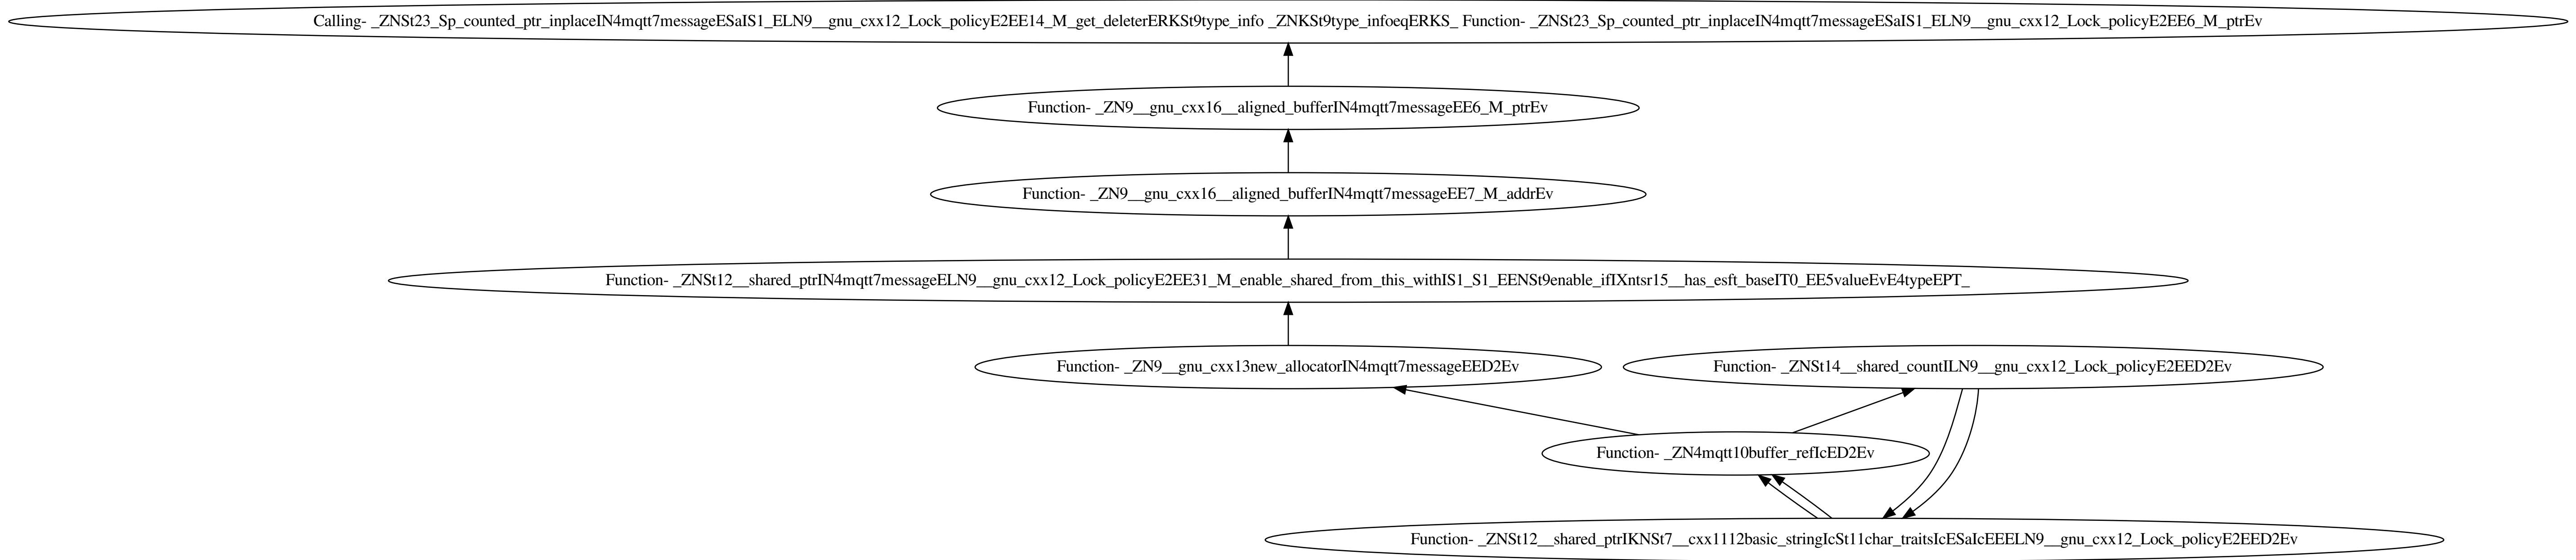 Calling- _ZNSt23_Sp_counted_ptr_inplaceIN4mqtt7messageESaIS1_ELN9__gnu_cxx12_Lock_policyE2EE14_M_get_deleterERKSt9type_info _ZNKSt9type_infoeqERKS_ Function- _ZNSt23_Sp_counted_ptr_inplaceIN4mqtt7messageESaIS1_ELN9__gnu_cxx12_Lock_policyE2EE6_M_ptrEv
Function- _ZN9__gnu_cxx16__aligned_bufferIN4mqtt7messageEE6_M_ptrEv
Function- _ZN9__gnu_cxx16__aligned_bufferIN4mqtt7messageEE7_M_addrEv
Function- _ZNSt12__shared_ptrIN4mqtt7messageELN9__gnu_cxx12_Lock_policyE2EE31_M_enable_shared_from_this_withIS1_S1_EENSt9enable_ifIXntsr15__has_esft_baseIT0_EE5valueEvE4typeEPT_
Function- _ZN9__gnu_cxx13new_allocatorIN4mqtt7messageEED2Ev
Function- _ZNSt14__shared_countILN9__gnu_cxx12_Lock_policyE2EED2Ev
Function- _ZN4mqtt10buffer_refIcED2Ev
Function- _ZNSt12__shared_ptrIKNSt7__cxx1112basic_stringIcSt11char_traitsIcESaIcEEELN9__gnu_cxx12_Lock_policyE2EED2Ev